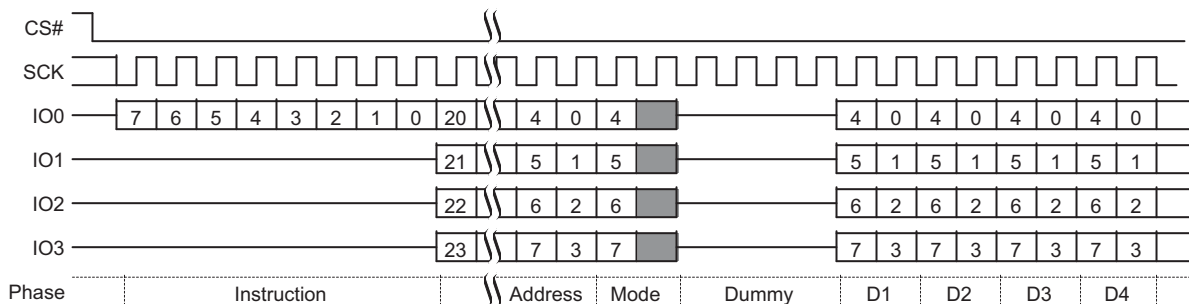 CS#
SCK
IO0 7 6 5 4 3 2 1 0 20 4 0 4 4 0 4 0 4 0 4 0
IO1 21 5 1 5 5 1 5 1 5 1 5 1
IO2 22 6 2 6 6 2 6 2 6 2 6 2
IO3 23 7 3 7 7 3 7 3 7 3 7 3
Phase Instruction Address Mode Dummy D1 D2 D3 D4